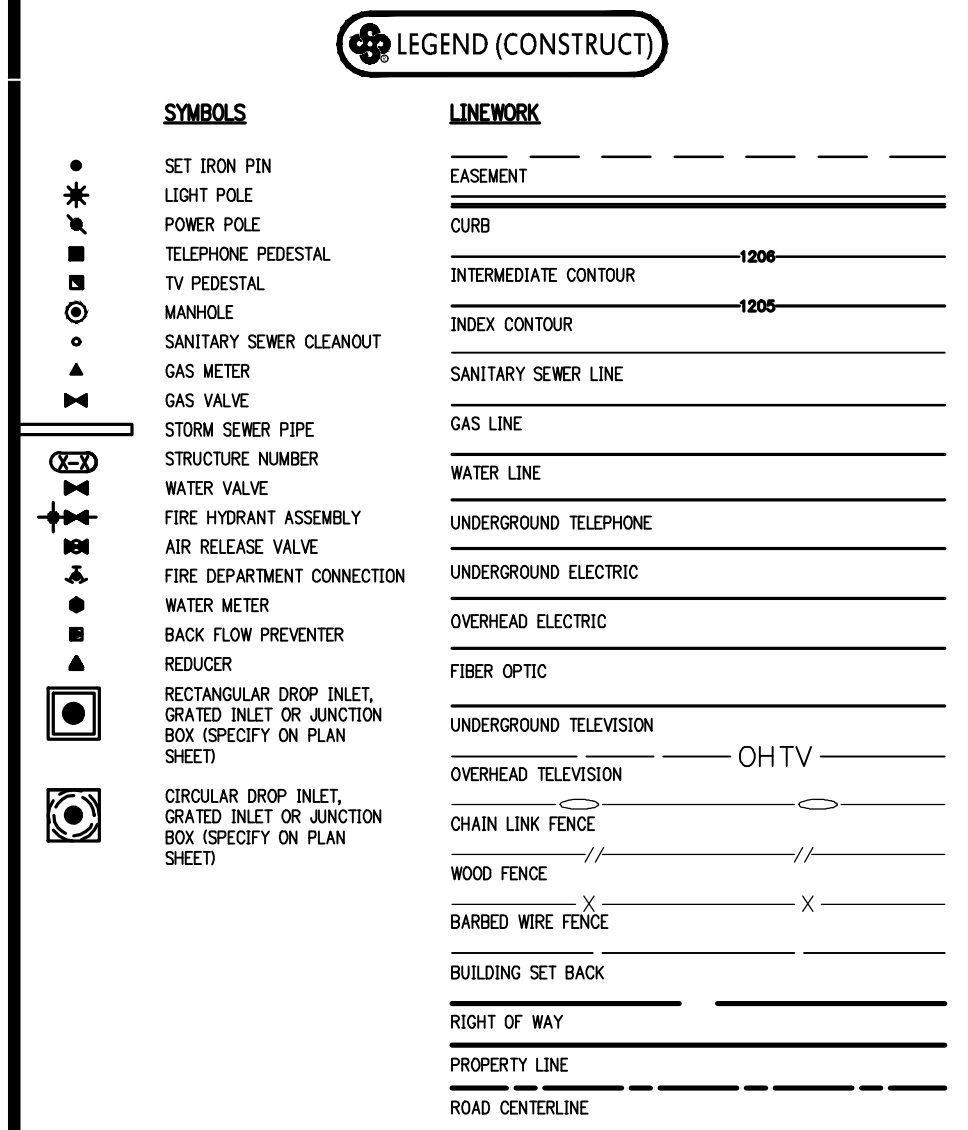 LEGEND (CONSTRUCT)
SYMBOLS
SET IRON PIN
LIGHT POLE
POWER POLE
TELEPHONE PEDESTAL
TV PEDESTAL
MANHOLE
SANITARY SEWER CLEANOUT
GAS METER
GAS VALVE
STORM SEWER PIPE
X-X
STRUCTURE NUMBER
WATER VALVE
FIRE HYDRANT ASSEMBLY
AIR RELEASE VALVE
FIRE DEPARTMENT CONNECTION
WATER METER
BACK FLOW PREVENTER
REDUCER
RECTANGULAR DROP INLET,
GRATED INLET OR JUNCTION
BOX (SPECIFY ON PLAN
SHEET)
CIRCULAR DROP INLET,
GRATED INLET OR JUNCTION
BOX (SPECIFY ON PLAN
SHEET)
LINEWORK
EASEMENT
CURB
1206
INTERMEDIATE CONTOUR
1205
INDEX CONTOUR
SANITARY SEWER LINE
GAS LINE
WATER LINE
UNDERGROUND TELEPHONE
UNDERGROUND ELECTRIC
OVERHEAD ELECTRIC
FIBER OPTIC
UNDERGROUND TELEVISION
OHTV
OVERHEAD TELEVISION
CHAIN LINK FENCE
// //
WOOD FENCE
X X
BARBED WIRE FENCE
BUILDING SET BACK
RIGHT OF WAY
PROPERTY LINE
ROAD CENTERLINE